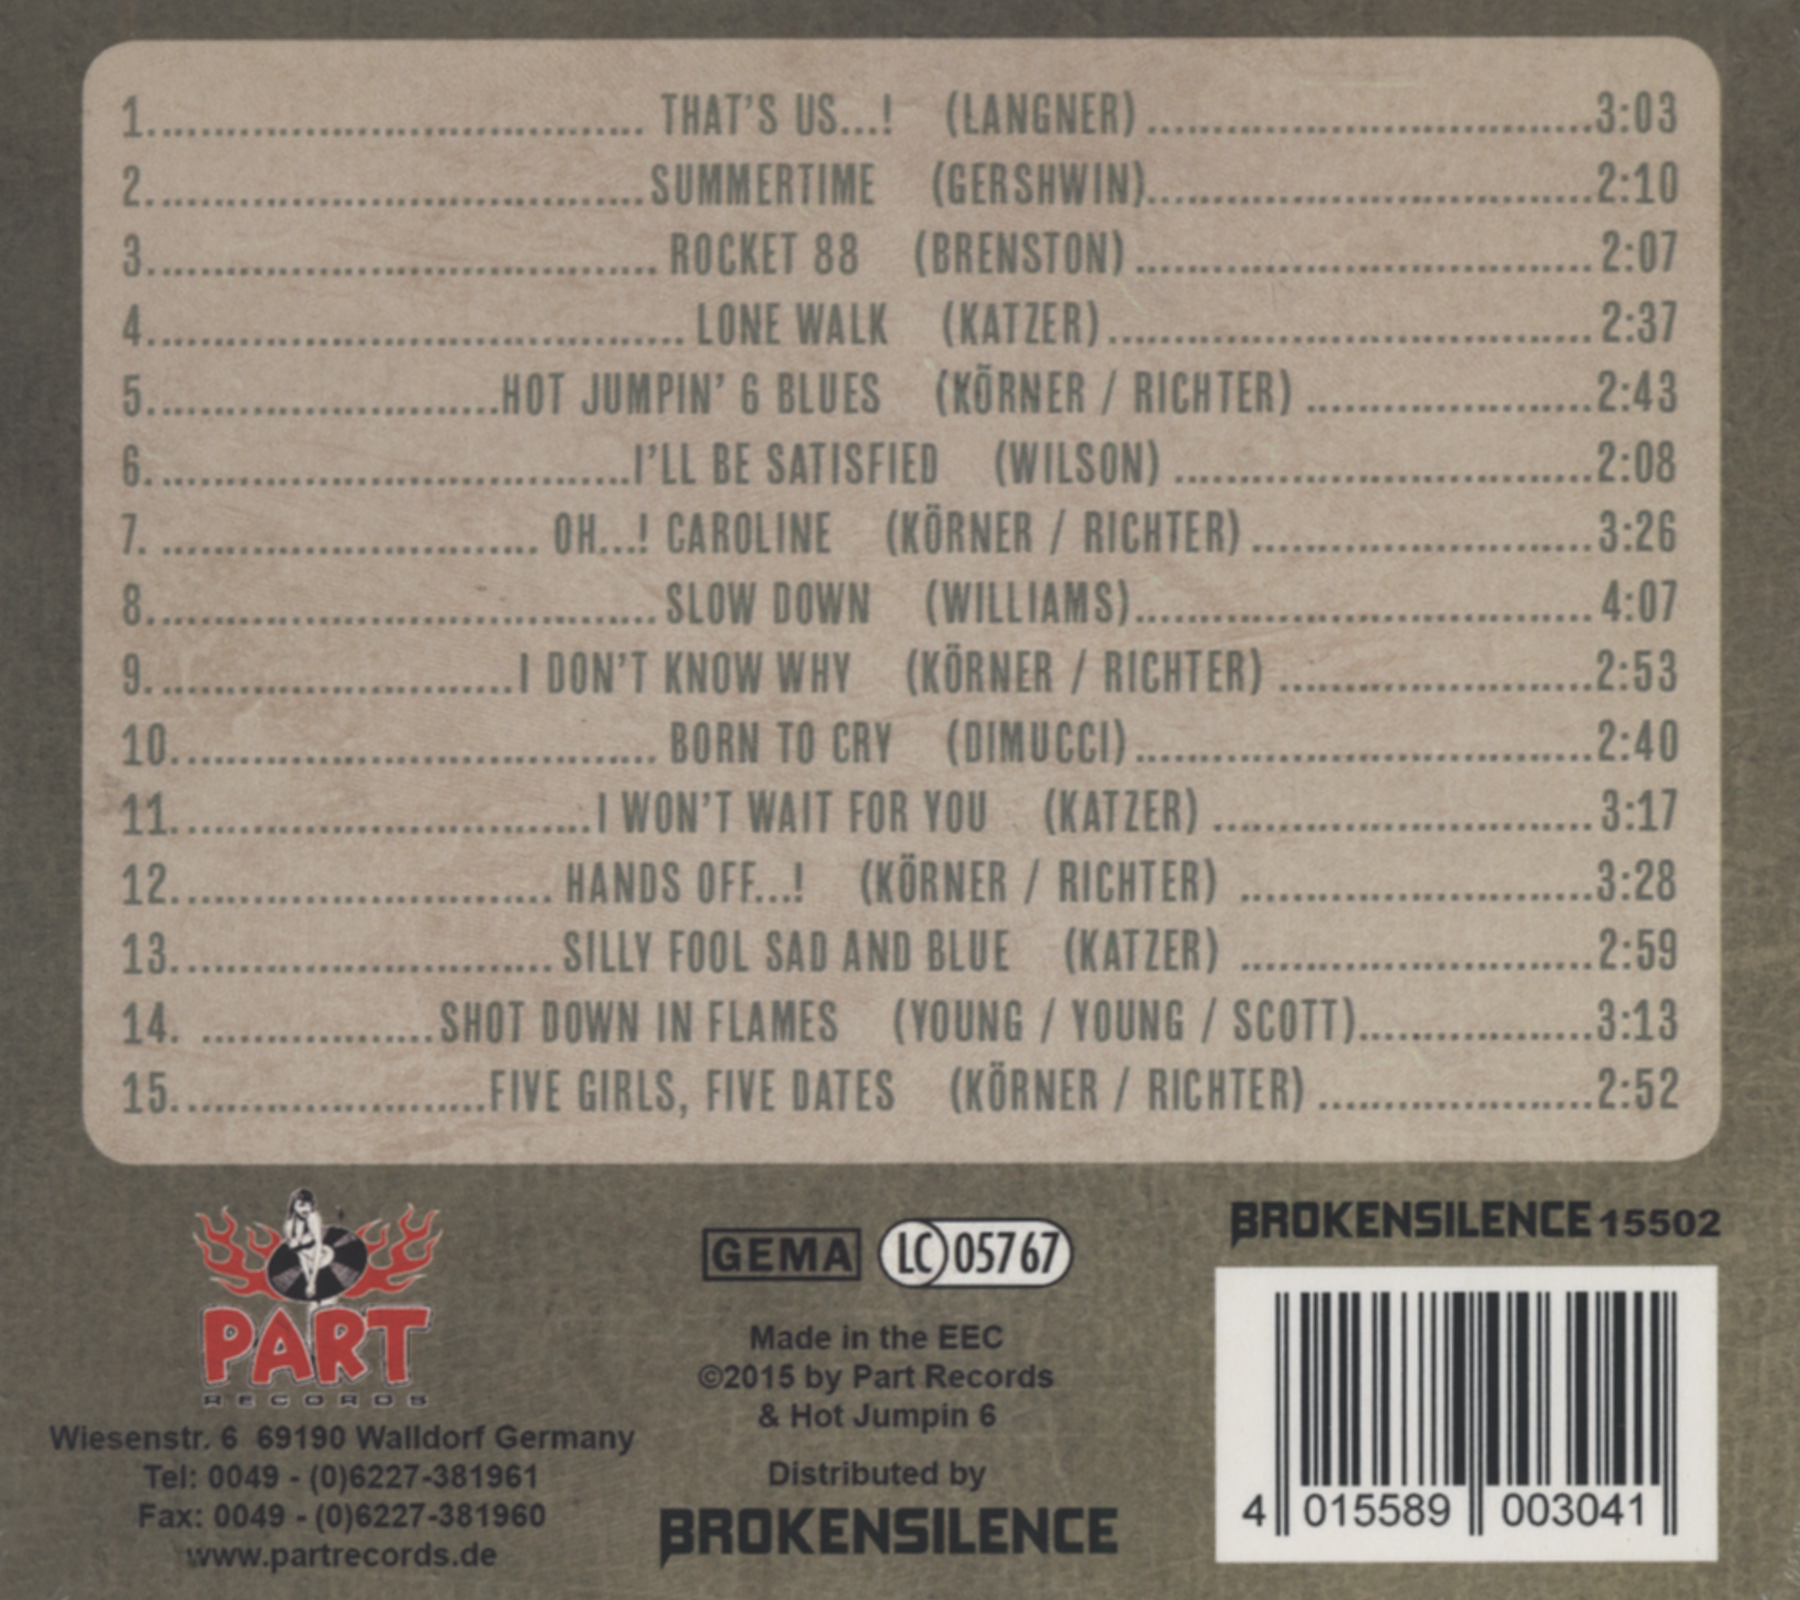 1. THAT'S US...! (LANGNER) 3:03
2. SUMMERTIME (GERSHWIN) 2:10
3. ROCKET 88 (BRENSTON) 2:07
4. LONE WALK (KATZER) 2:37
5. HOT JUMPIN' 6 BLUES (KÖRNER / RICHTER) 2:43
6. I'LL BE SATISFIED (WILSON) 2:08
7. OH...! CAROLINE (KÖRNER / RICHTER) 3:26
8. SLOW DOWN (WILLIAMS) 4:07
9. I DON'T KNOW WHY (KÖRNER / RICHTER) 2:53
10. BORN TO CRY (DIMUCCI) 2:40
11. I WON'T WAIT FOR YOU (KATZER) 3:17
12. HANDS OFF...! (KÖRNER / RICHTER) 3:28
13. SILLY FOOL SAD AND BLUE (KATZER) 2:59
14. SHOT DOWN IN FLAMES (YOUNG / YOUNG / SCOTT) 3:13
15. FIVE GIRLS, FIVE DATES (KÖRNER / RICHTER) 2:52
PART
RECORDS
Wiesenstr. 6 69190 Walldorf Germany
Tel: 0049 - (0)6227-381961
Fax: 0049 - (0)6227-381960
www.partrecords.de
GEMA LC 05767
Made in the EEC
©2015 by Part Records
& Hot Jumpin 6
Distributed by
BROKENSILENCE
BROKENSILENCE 15502
4 015589 003041